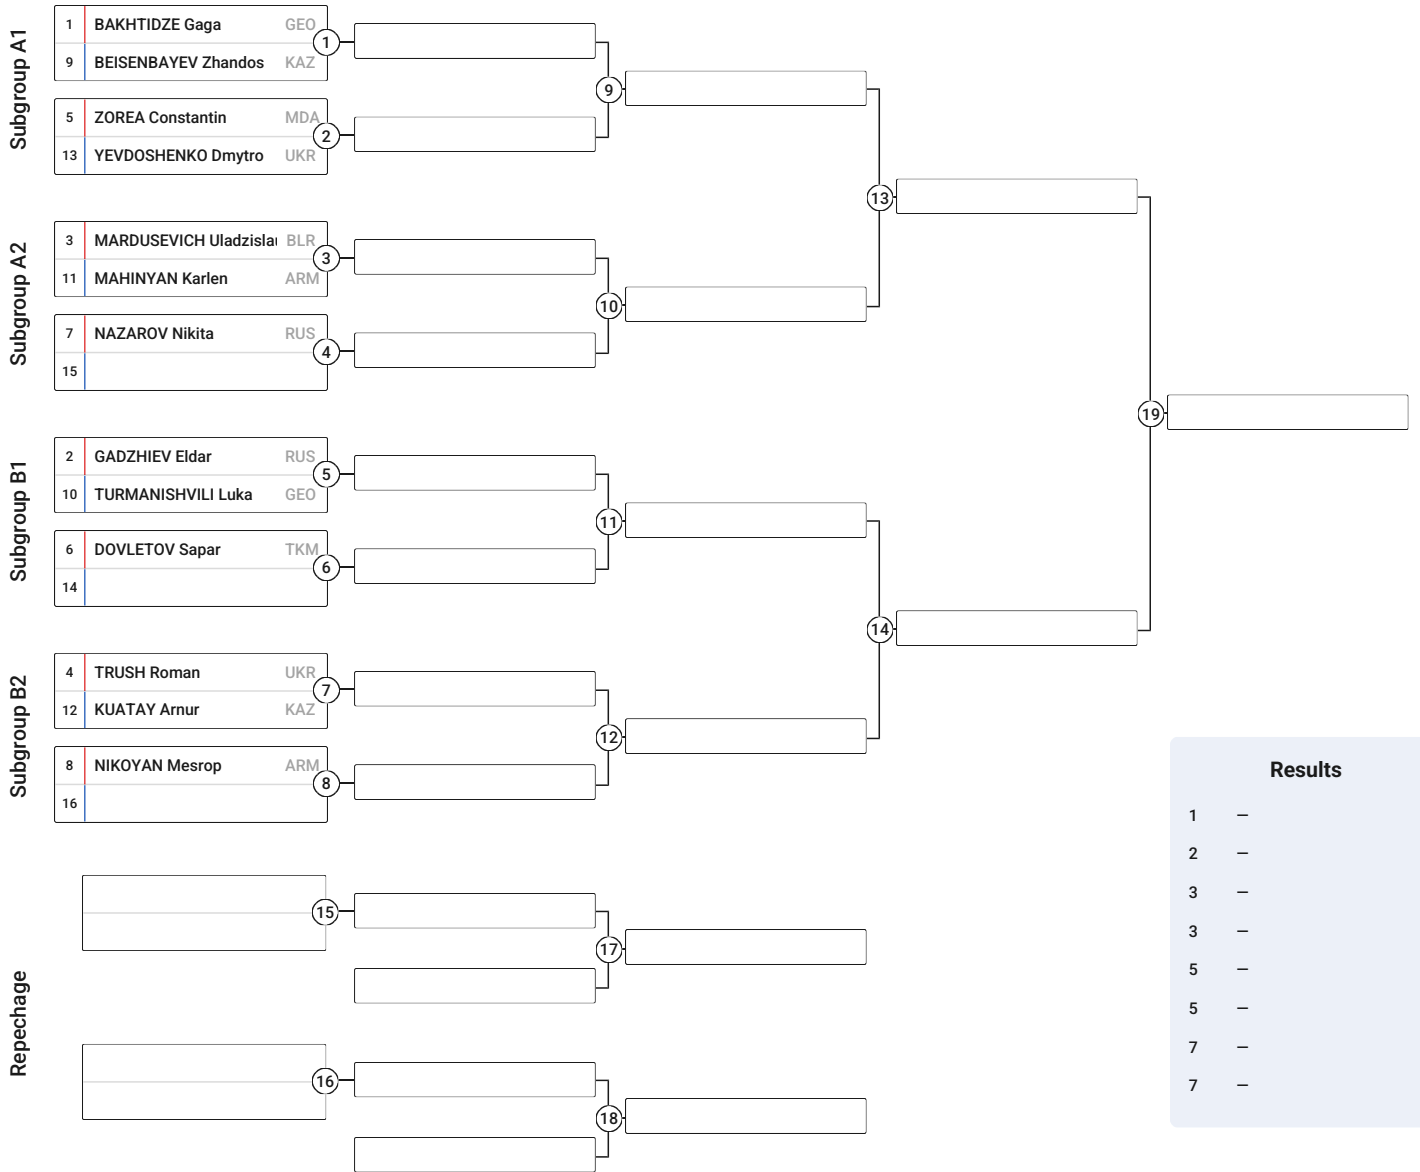 Subgroup A1
1 BAKHTIDZE Gaga GEO
9 BEISENBAYEV Zhandos KAZ
1
5 ZOREA Constantin MDA
13 YEVDOSHENKO Dmytro UKR
2
9
Subgroup A2
3 MARDUSEVICH Uladzislau BLR
11 MAHINYAN Karlen ARM
3
7 NAZAROV Nikita RUS
15
4
10
13
Subgroup B1
2 GADZHIEV Eldar RUS
10 TURMANISHVILI Luka GEO
5
6 DOVLETOV Sapar TKM
14
6
11
Subgroup B2
4 TRUSH Roman UKR
12 KUATAY Arnur KAZ
7
8 NIKOYAN Mesrop ARM
16
8
12
14
19
Repechage
15
17
16
18
Results
1 –
2 –
3 –
3 –
5 –
5 –
7 –
7 –